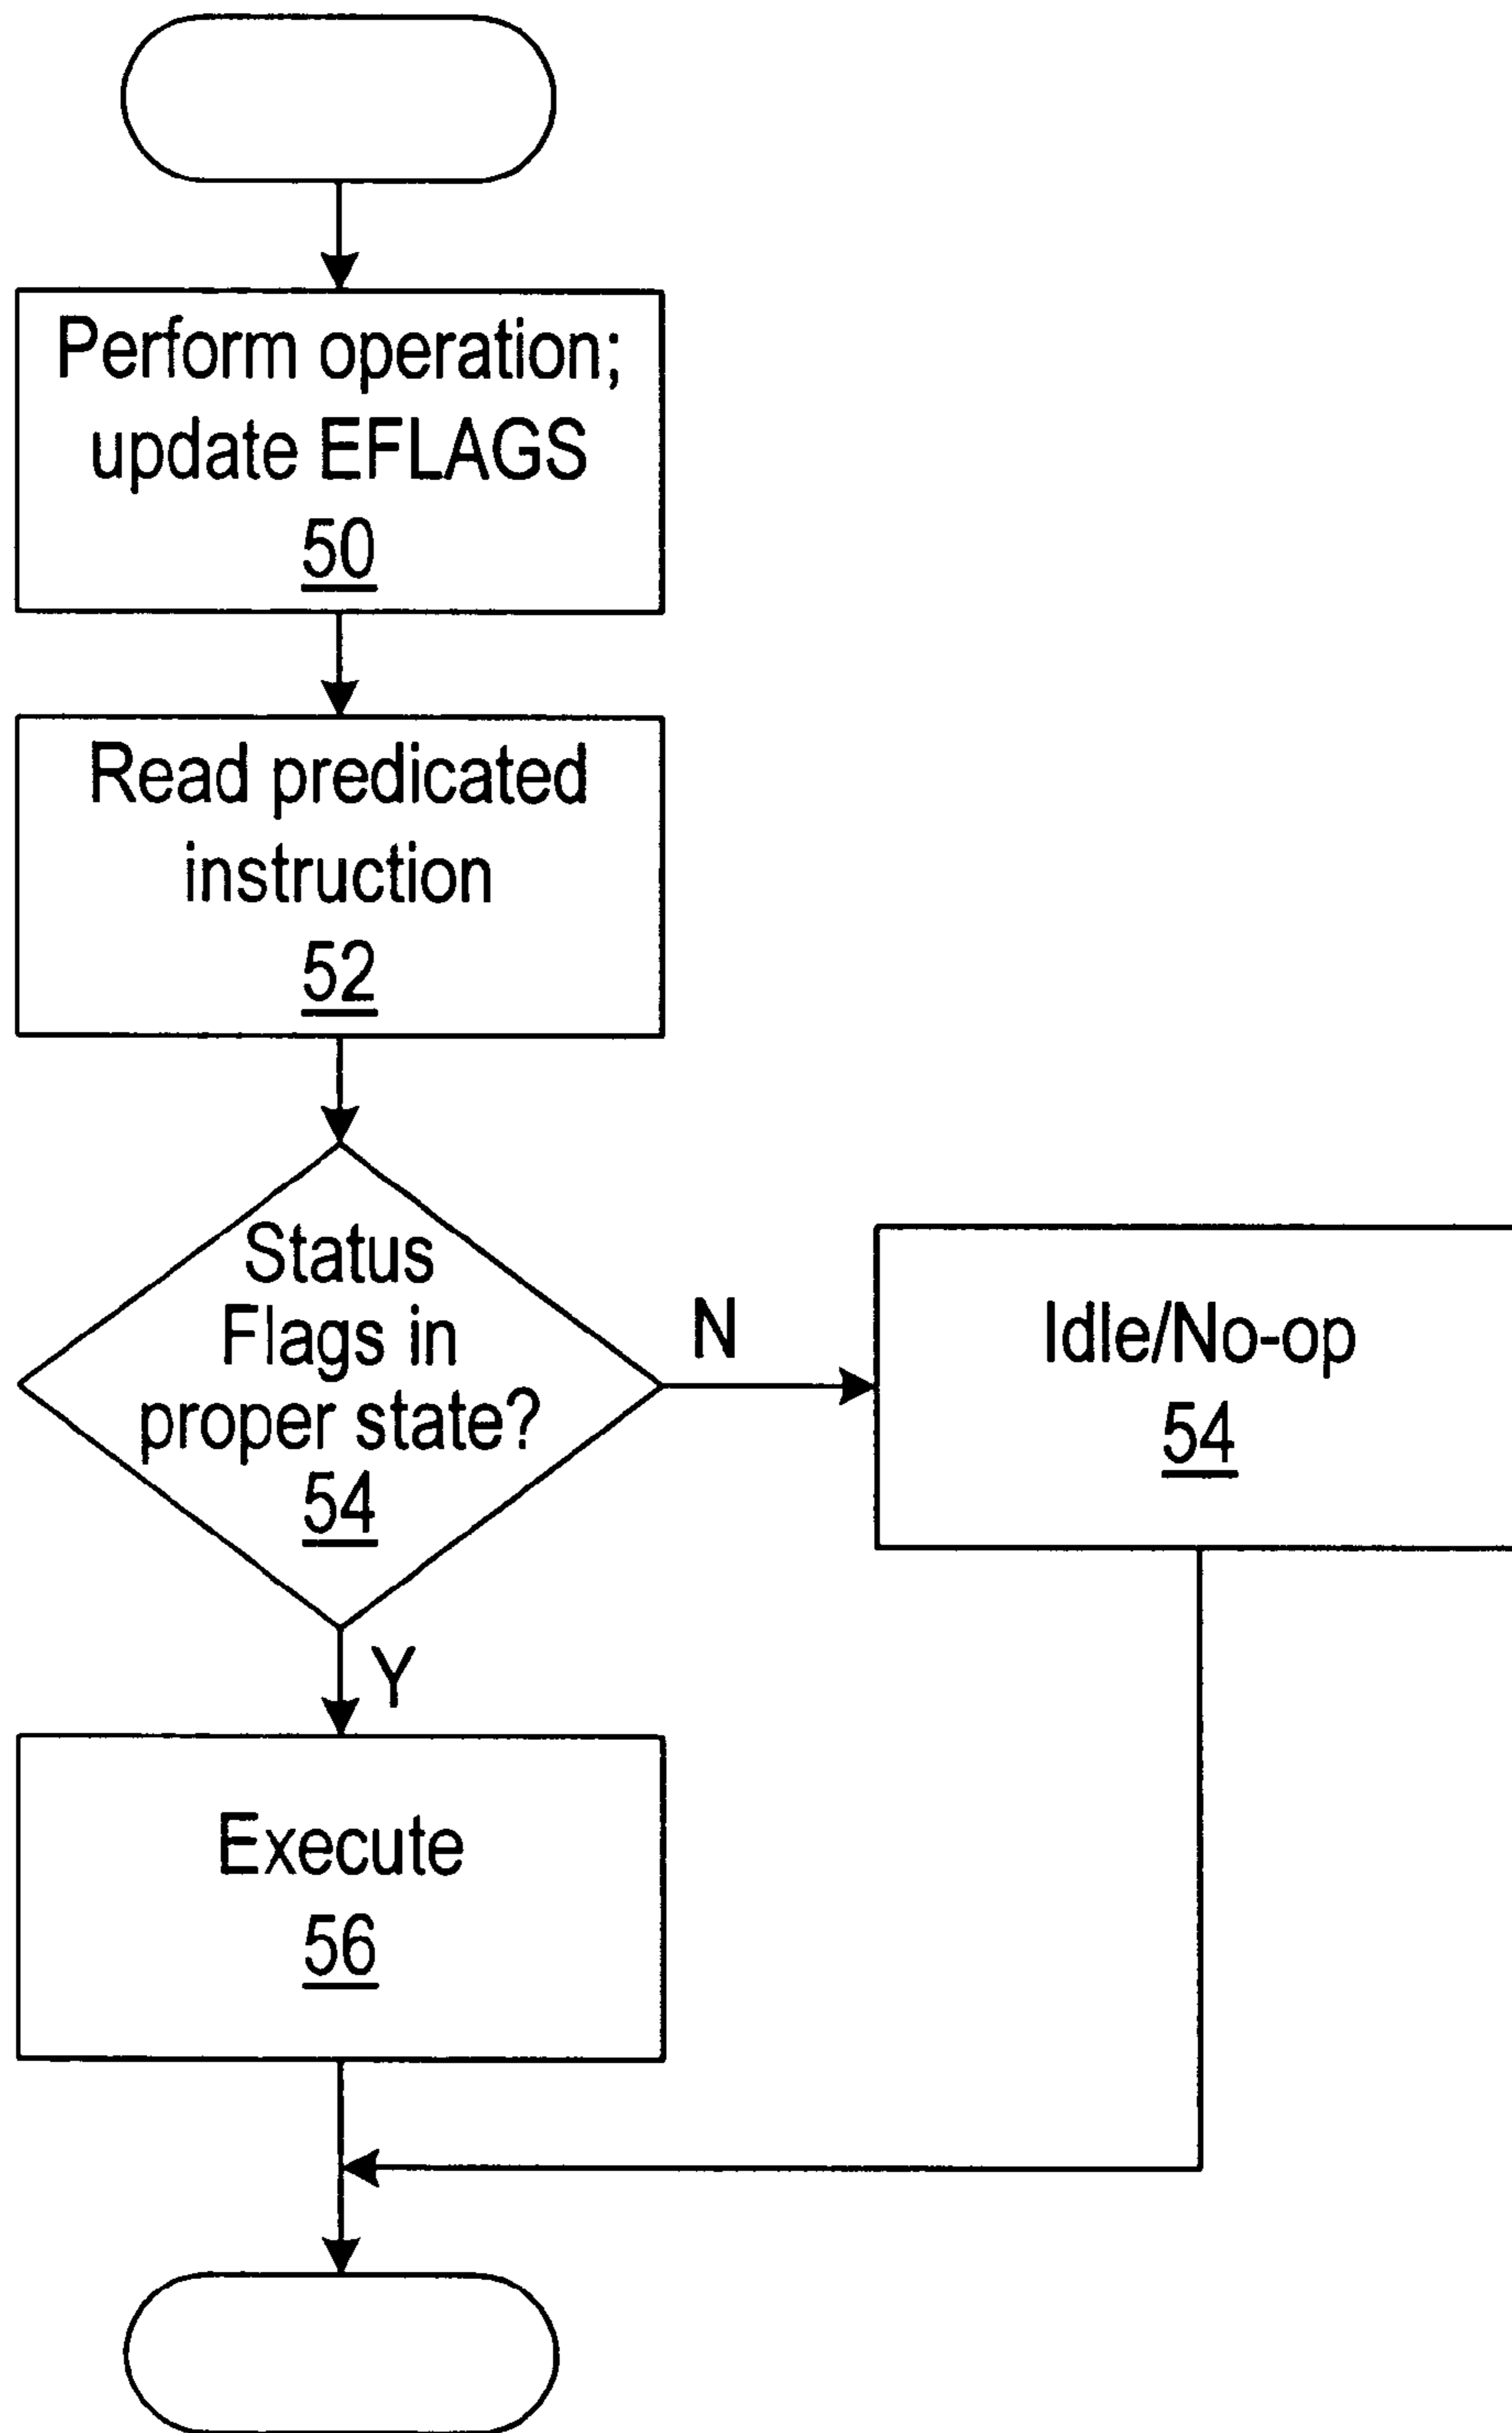 Perform operation;
update EFLAGS
50
Read predicated
instruction
52
Status
Flags in
proper state?
54
N
Idle/No-op
54
Y
Execute
56